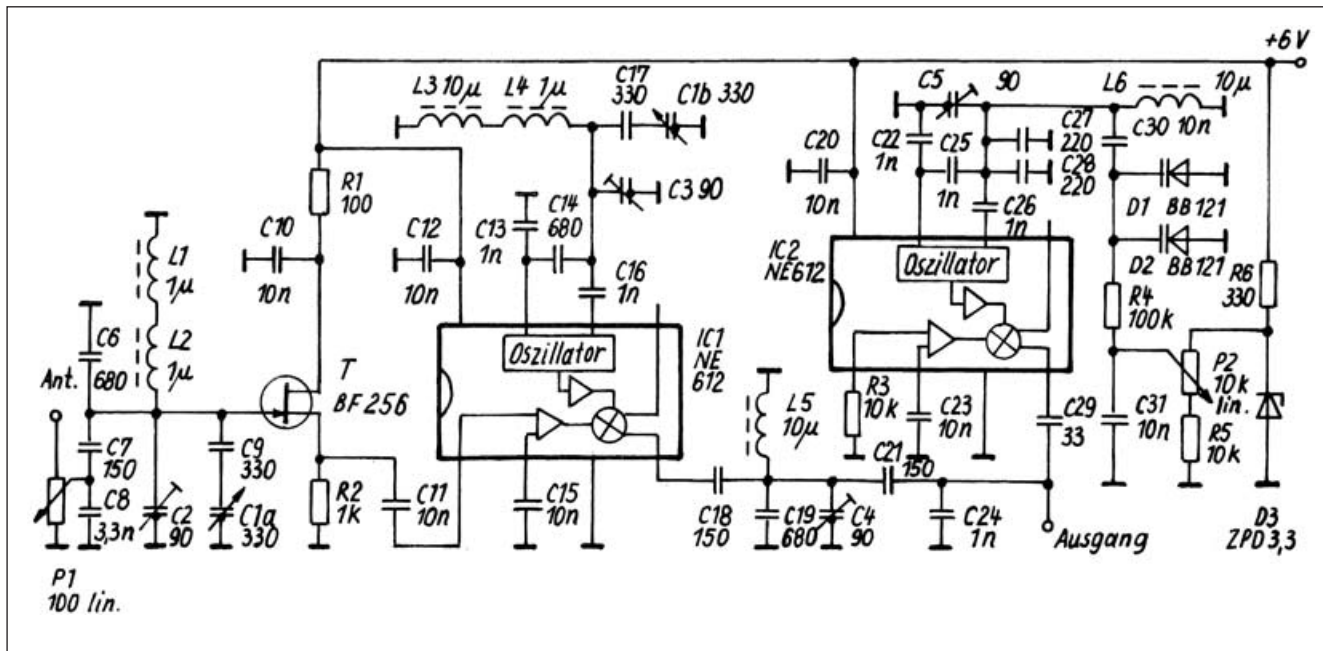 +6 V
L3 10µ
L4 1µ
C17
330
C1b 330
C5
90
L6
10µ
C30 10n
C27
220
C28
220
C20
10n
C22
1n
C25
1n
C26
1n
D1 BB 121
D2 BB 121
R1
100
C3 90
C10
10n
C12
10n
C13
1n
C14
680
C16
1n
IC2
NE612
Oszillator
R6
330
R4
100k
P2
10k
lin.
L1
1µ
L2
1µ
C6
680
Ant.
T
BF 256
Oszillator
IC1
NE
612
L5
10µ
R3
10k
C23
10n
C29
33
C31
10n
R5
10k
C7
150
C8
3,3n
C2
90
C9
330
C1a
330
R2
1k
C11
10n
C15
10n
C18
150
C19
680
C4
90
C21
150
C24
1n
Ausgang
D3
ZPD 3,3
P1
100 lin.